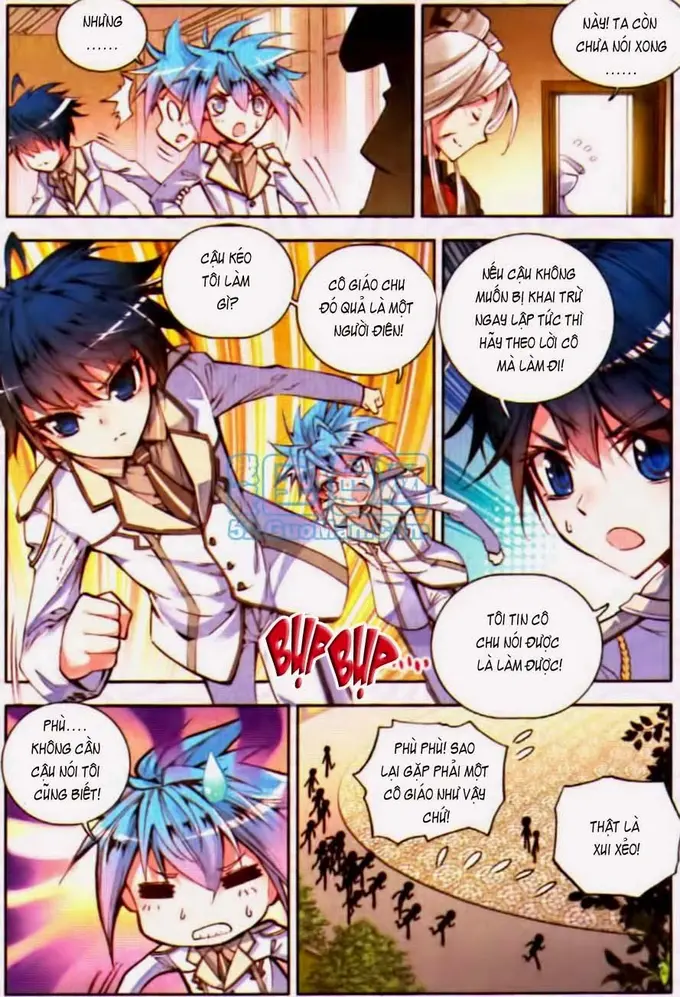 NHƯNG
......
NÀY! TA CÒN
CHƯA NÓI XONG
......
CẬU KÉO
TÔI LÀM
GÌ?
CÔ GIÁO CHU
ĐÓ QUẢ LÀ MỘT
NGƯỜI ĐIÊN!
NẾU CẬU KHÔNG
MUỐN BỊ KHAI TRỪ
NGAY LẬP TỨC THÌ
HÃY THEO LỜI CÔ
MÀ LÀM ĐI!
TÔI TIN CÔ
CHU NÓI ĐƯỢC
LÀ LÀM ĐƯỢC!
BỤP BỤP.....
PHÙ....
KHÔNG CẦN
CẬU NÓI TÔI
CŨNG BIẾT!
PHÙ PHÙ! SAO
LẠI GẶP PHẢI MỘT
CÔ GIÁO NHƯ VẬY
CHỨ!
THẬT LÀ
XUI XẺO!